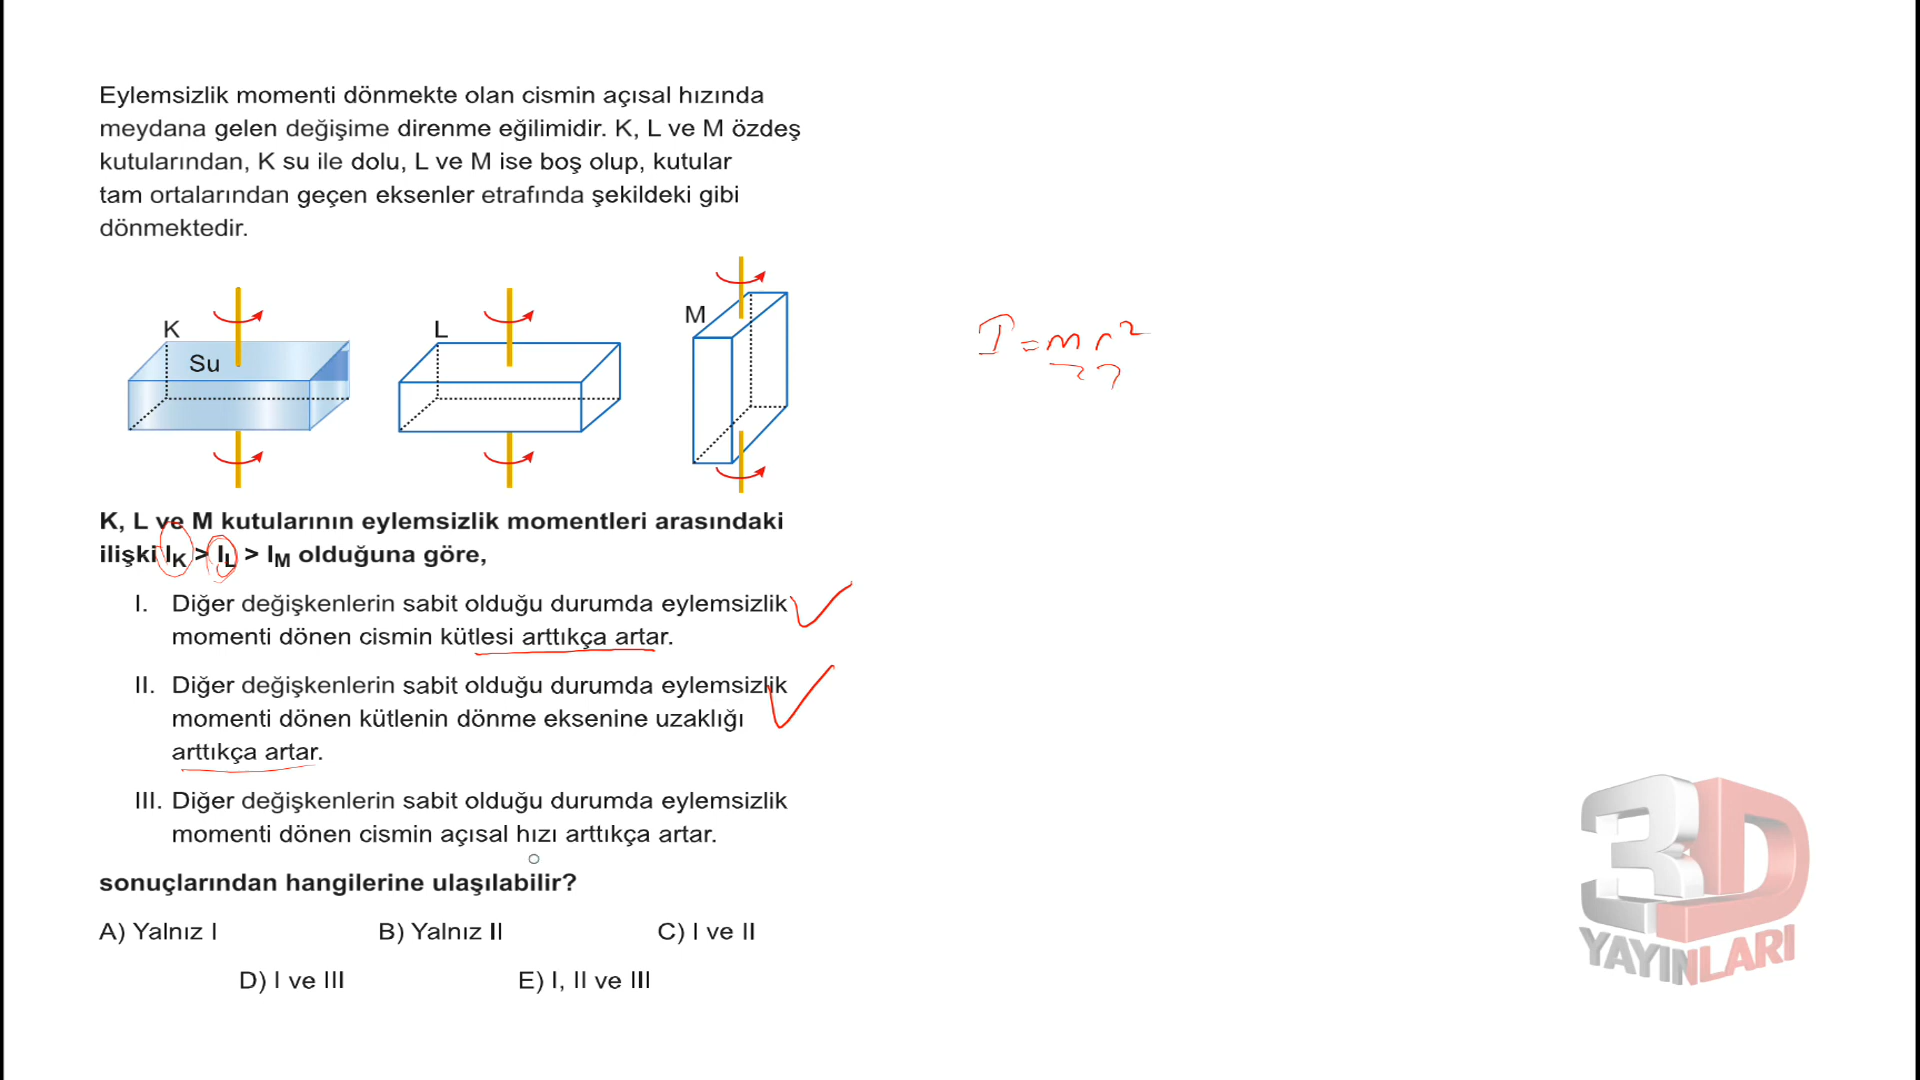 Eylemsizlik momenti dönmekte olan cismin açısal hızında
meydana gelen değişime direnme eğilimidir. K, L ve M özdeş
kutularından, K su ile dolu, L ve M ise boş olup, kutular
tam ortalarından geçen eksenler etrafında şekildeki gibi
dönmektedir.
K
Su
L
M
I = m r²
K, L ve M kutularının eylemsizlik momentleri arasındaki
ilişki I_K > I_L > I_M olduğuna göre,
I. Diğer değişkenlerin sabit olduğu durumda eylemsizlik
momenti dönen cismin kütlesi arttıkça artar.
II. Diğer değişkenlerin sabit olduğu durumda eylemsizlik
momenti dönen kütlenin dönme eksenine uzaklığı
arttıkça artar.
III. Diğer değişkenlerin sabit olduğu durumda eylemsizlik
momenti dönen cismin açısal hızı arttıkça artar.
sonuçlarından hangilerine ulaşılabilir?
A) Yalnız I B) Yalnız II C) I ve II
D) I ve III E) I, II ve III
3D
YAYINLARI